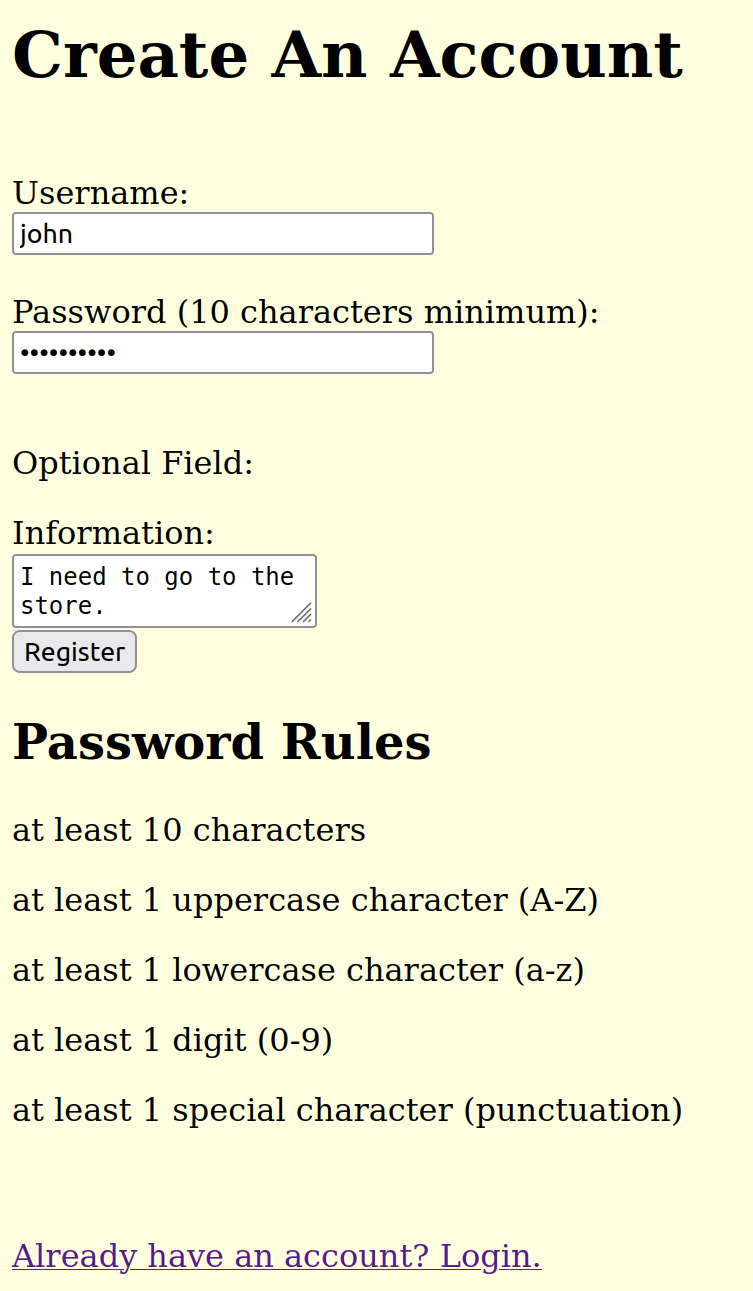 Create An Account
Username:
john
Password (10 characters minimum):
••••••••••
Optional Field:
Information:
I need to go to the
store.
Register
Password Rules
at least 10 characters
at least 1 uppercase character (A-Z)
at least 1 lowercase character (a-z)
at least 1 digit (0-9)
at least 1 special character (punctuation)
Already have an account? Login.